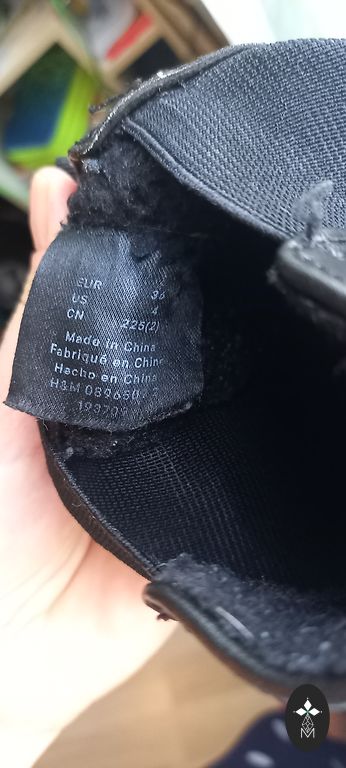 EUR 36
US 4
CN 225(2)
Made in China
Fabriqué en Chine
Hecho en China
H&M
M